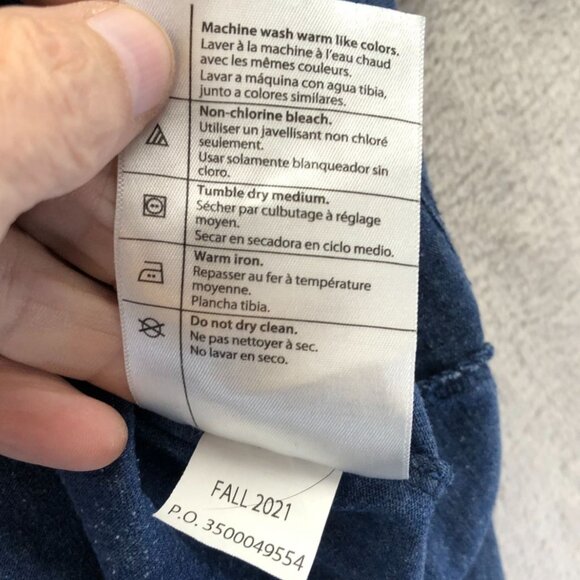 Machine wash warm like colors.
Laver à la machine à l'eau chaud
avec les mêmes couleurs.
Lavar a máquina con agua tibia,
junto a colores similares.
Non-chlorine bleach.
Utiliser un javellisant non chloré
seulement.
Usar solamente blanqueador sin
cloro.
Tumble dry medium.
Sécher par culbutage à réglage
moyen.
Secar en secadora en ciclo medio.
Warm iron.
Repasser au fer à température
moyenne.
Plancha tibia.
Do not dry clean.
Ne pas nettoyer à sec.
No lavar en seco.
FALL 2021
P.O. 3500049554